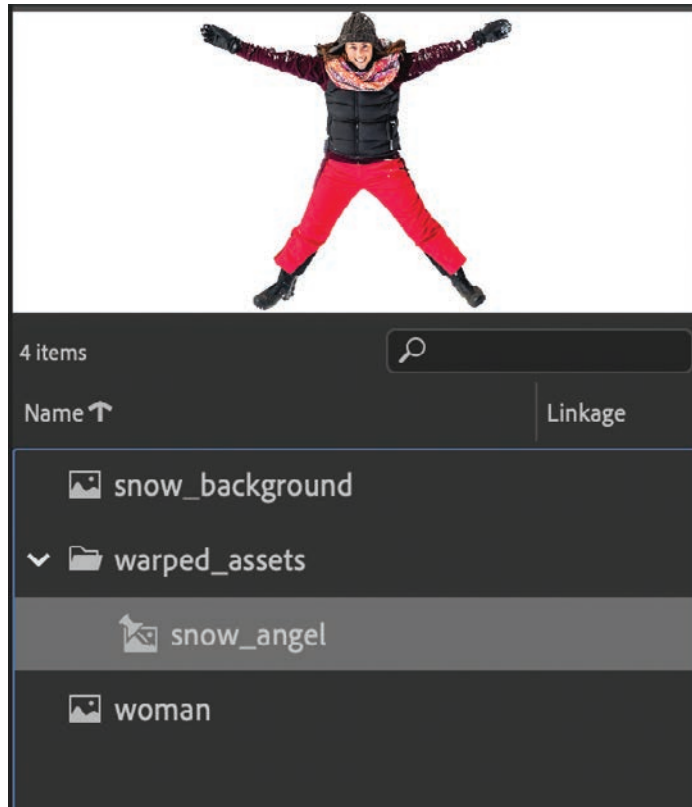 4 items
Name Linkage
snow_background
warped_assets
snow_angel
woman